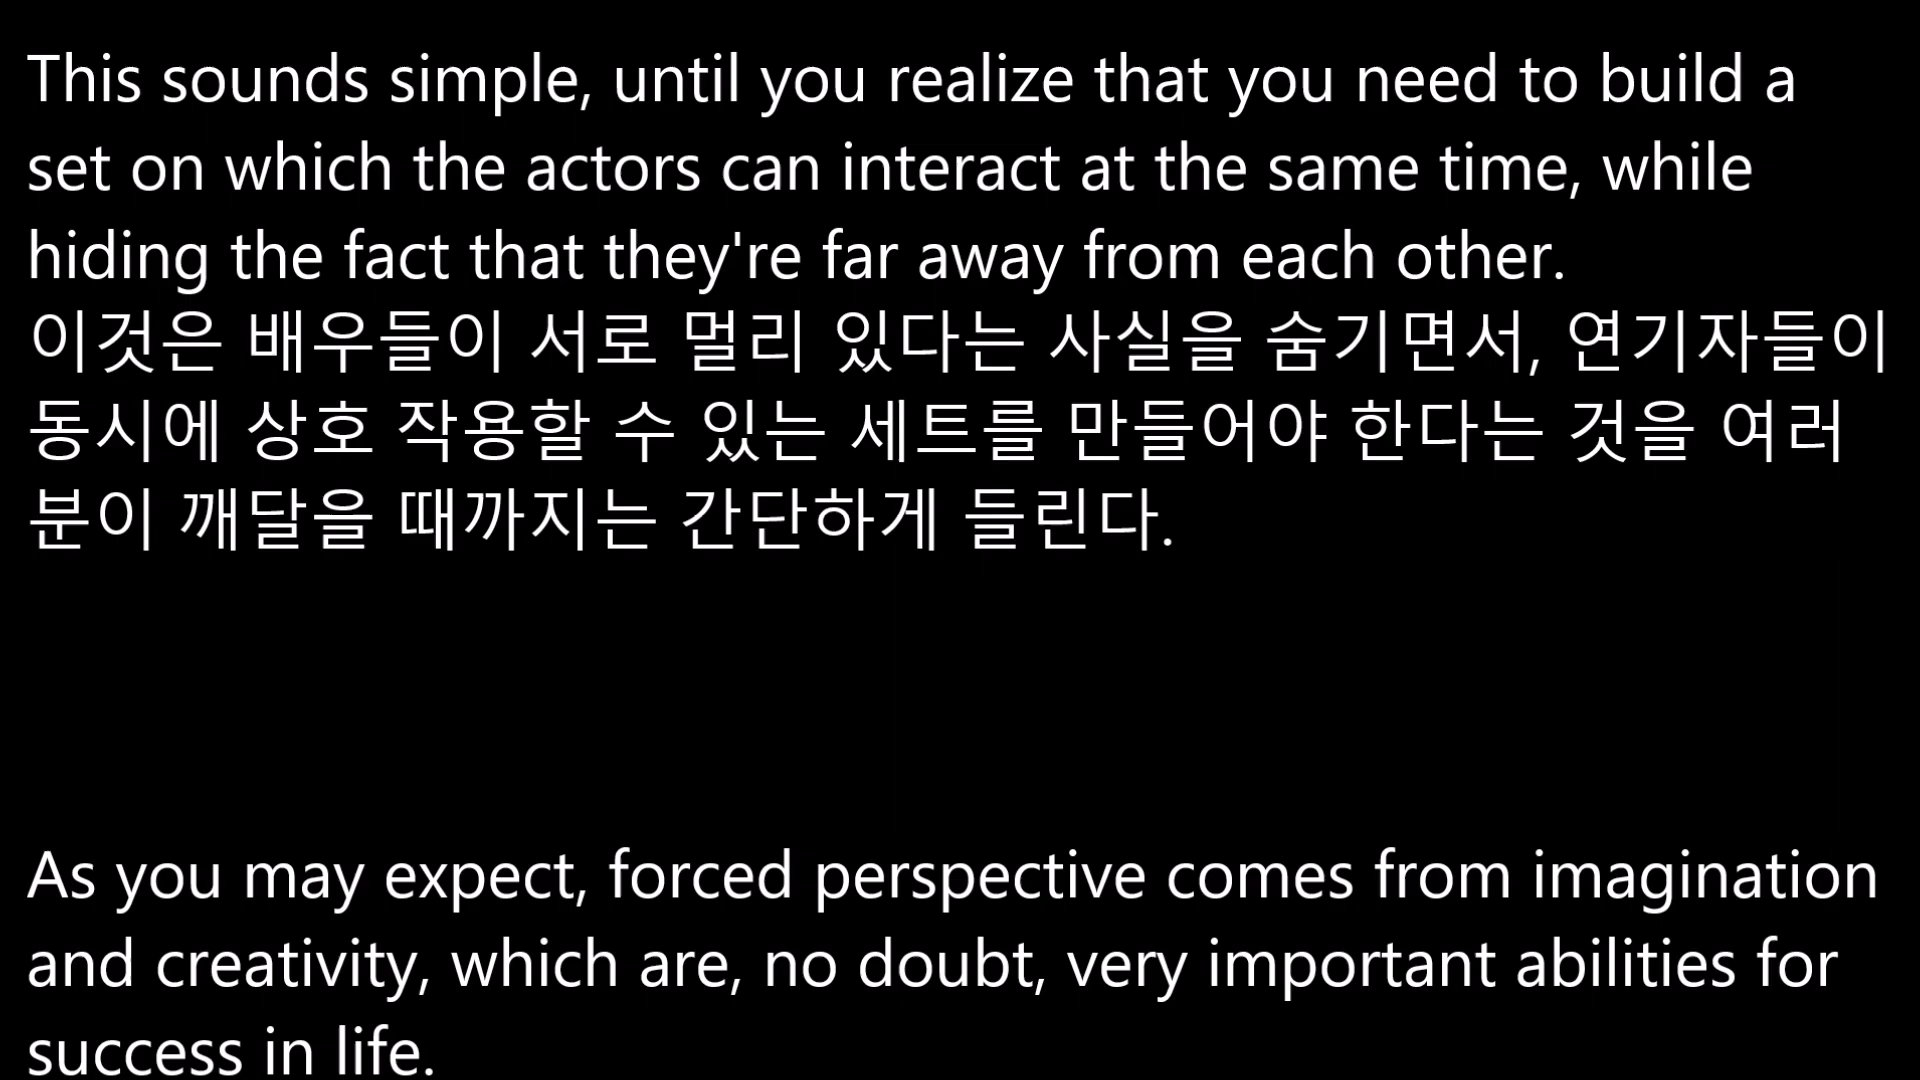 This sounds simple, until you realize that you need to build a
set on which the actors can interact at the same time, while
hiding the fact that they're far away from each other.
이것은 배우들이 서로 멀리 있다는 사실을 숨기면서, 연기자들이
동시에 상호 작용할 수 있는 세트를 만들어야 한다는 것을 여러
분이 깨달을 때까지는 간단하게 들린다.
As you may expect, forced perspective comes from imagination
and creativity, which are, no doubt, very important abilities for
success in life.